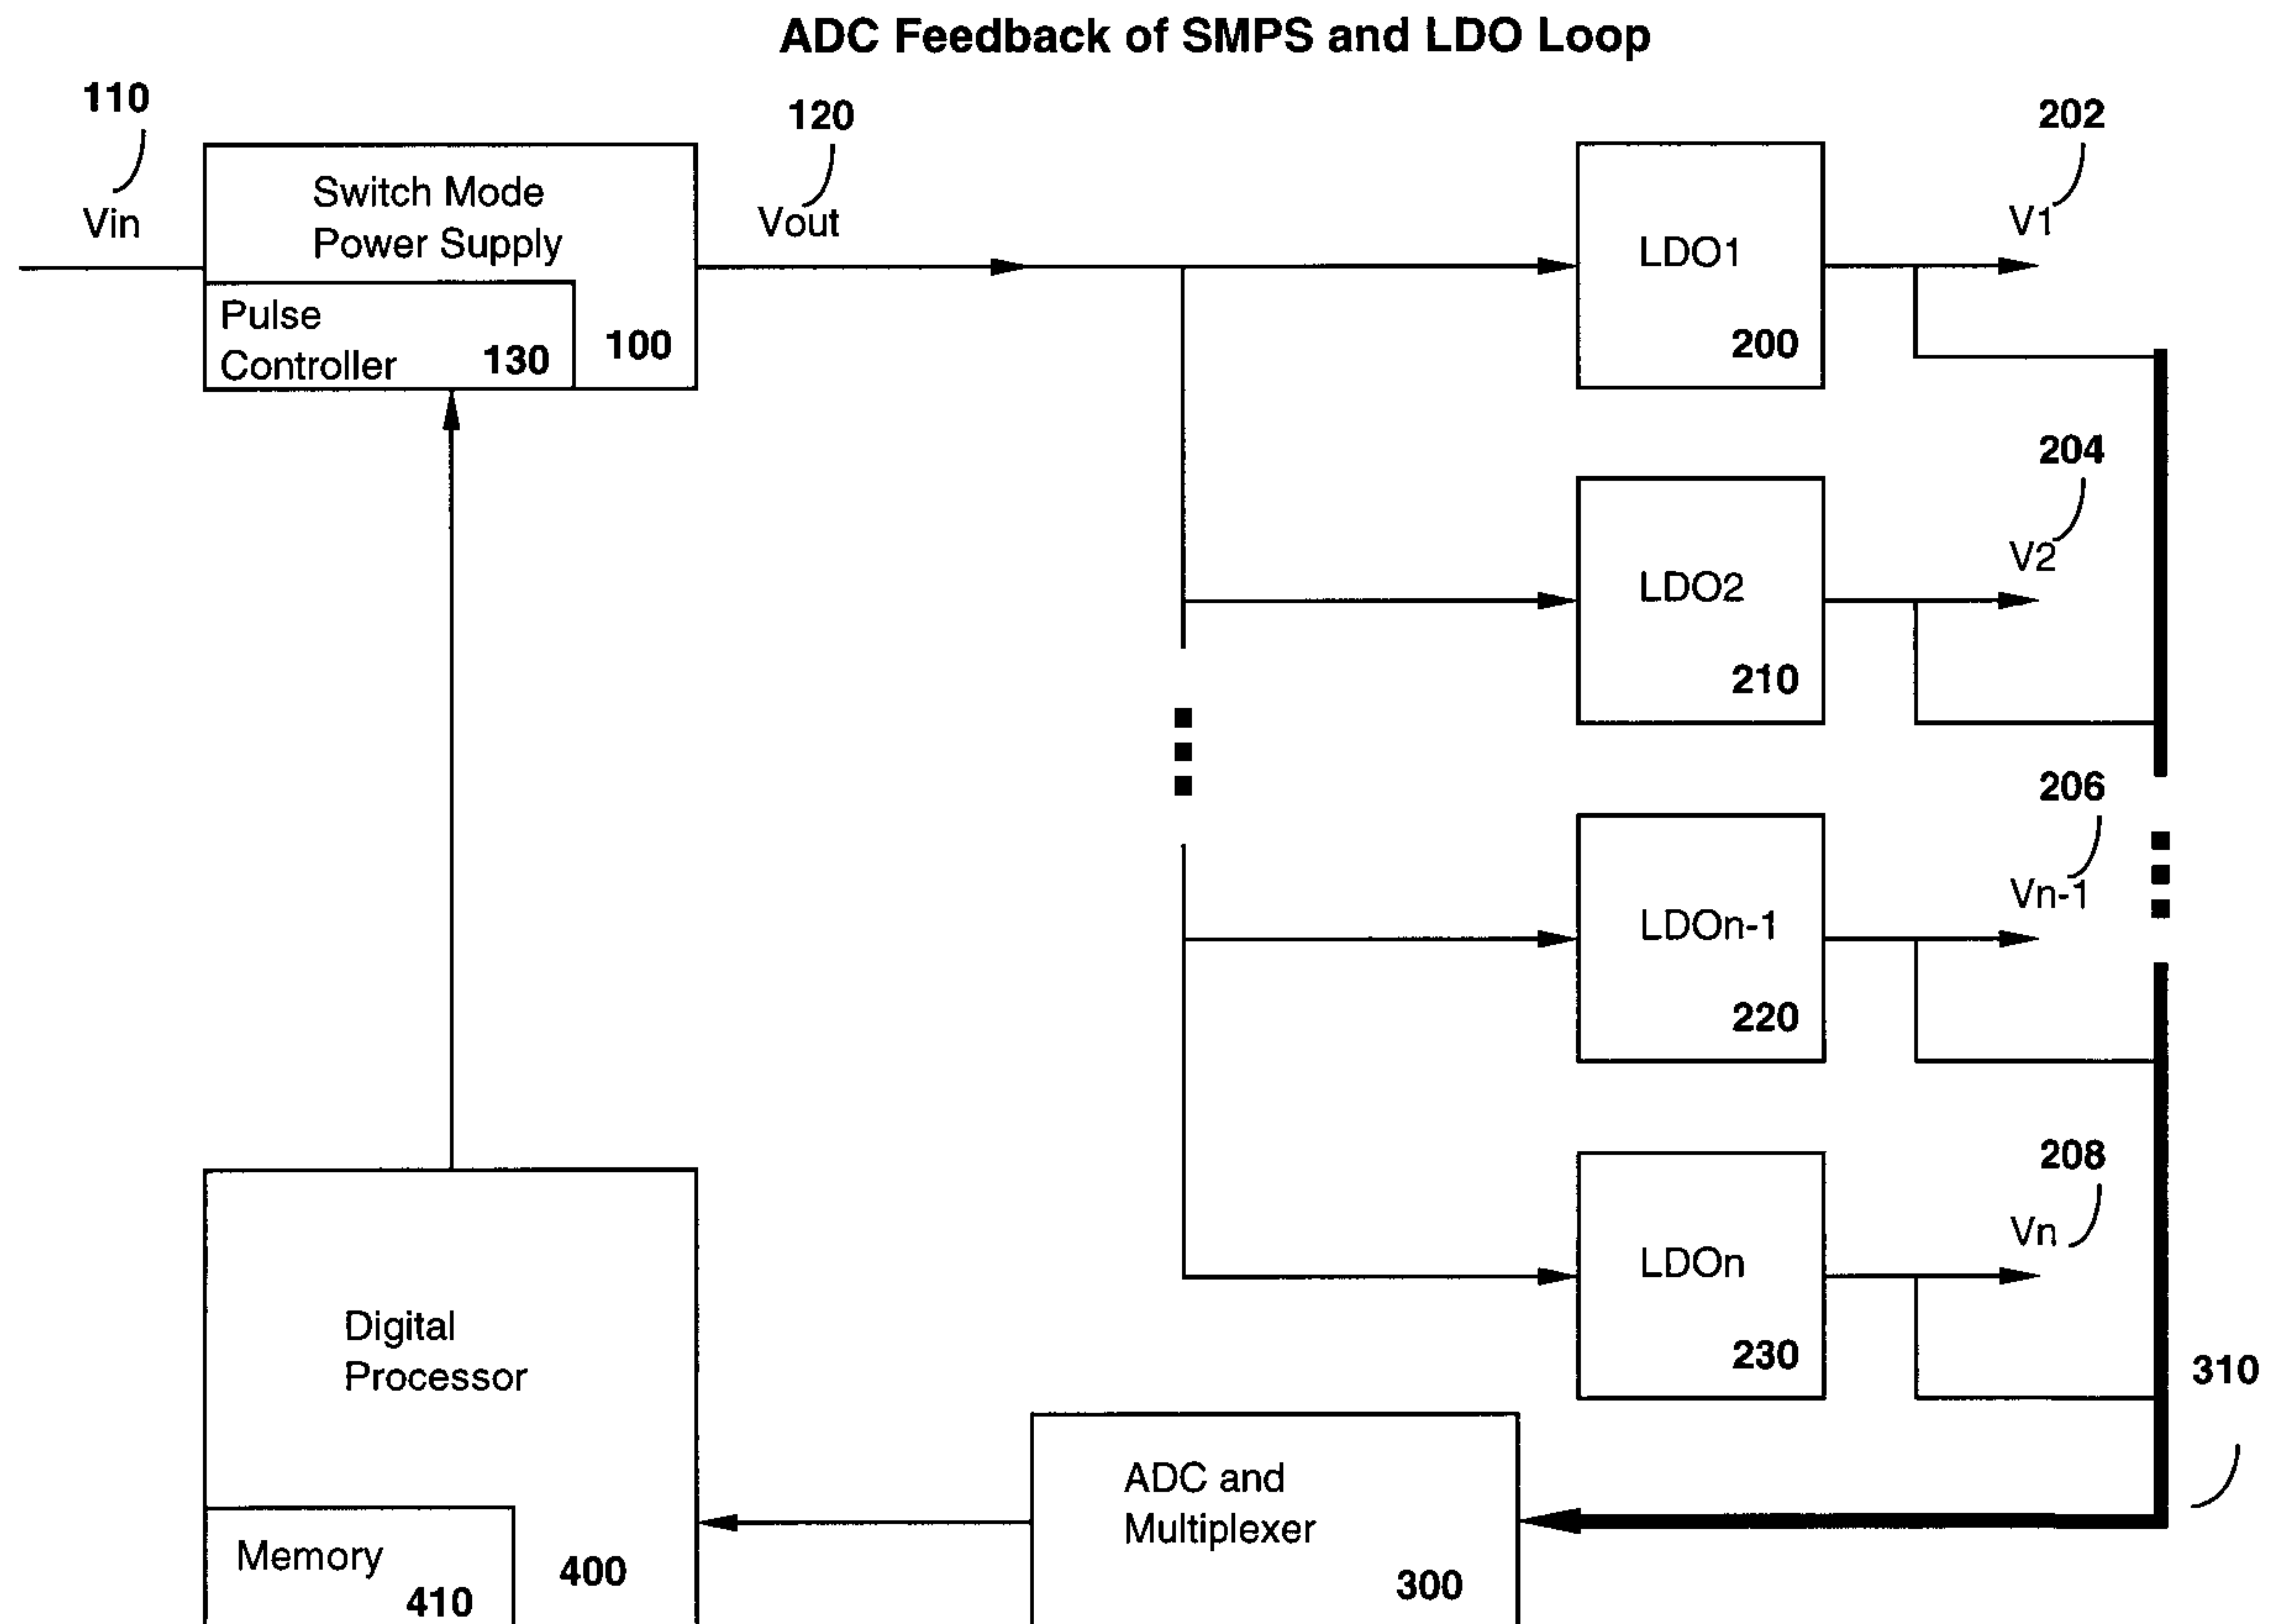 ADC Feedback of SMPS and LDO Loop
110
120
202
Vin
Switch Mode
Power Supply
Vout
LDO1
V1
Pulse
Controller
130
100
200
204
LDO2
V2
210
206
LDOn-1
Vn-1
220
208
LDOn
Vn
230
310
Digital
Processor
ADC and
Multiplexer
Memory
410
400
300